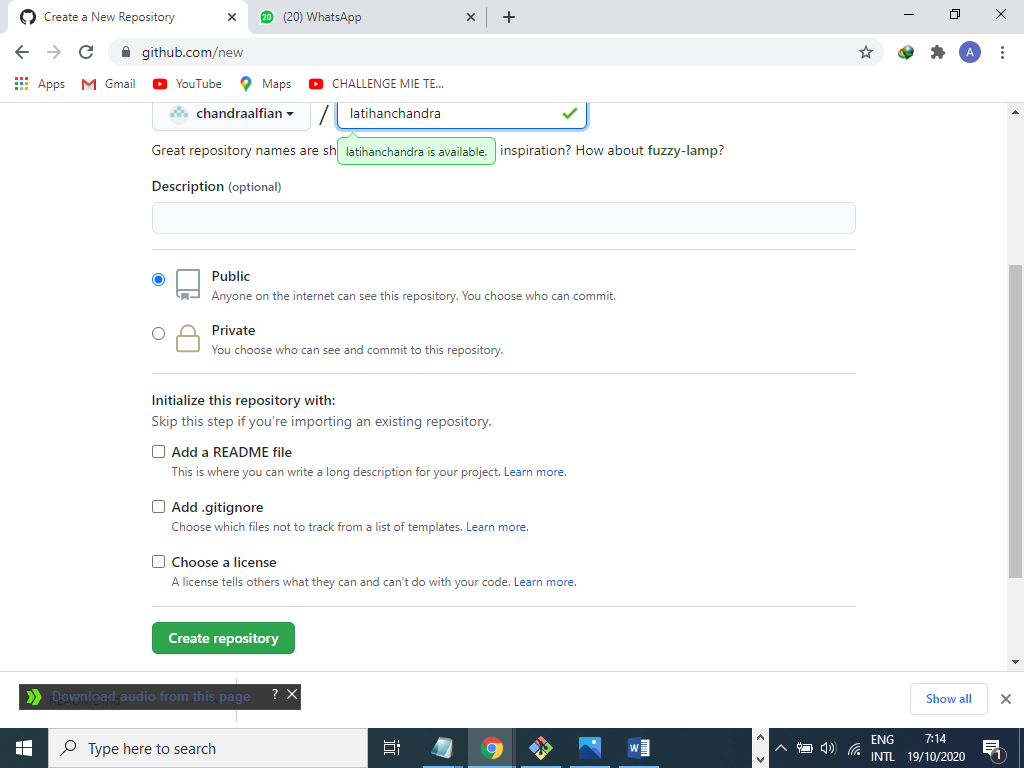 Create a New Repository
20 (20) WhatsApp
github.com/new
A
Apps Gmail YouTube Maps CHALLENGE MIE TE...
chandraalfian / latihanchandra
Great repository names are sh latihanchandra is available. inspiration? How about fuzzy-lamp?
Description (optional)
Public
Anyone on the internet can see this repository. You choose who can commit.
Private
You choose who can see and commit to this repository.
Initialize this repository with:
Skip this step if you’re importing an existing repository.
Add a README file
This is where you can write a long description for your project. Learn more.
Add .gitignore
Choose which files not to track from a list of templates. Learn more.
Choose a license
A license tells others what they can and can't do with your code. Learn more.
Create repository
Download audio from this page ?
Show all
Type here to search
ENG
INTL
7:14
19/10/2020
1